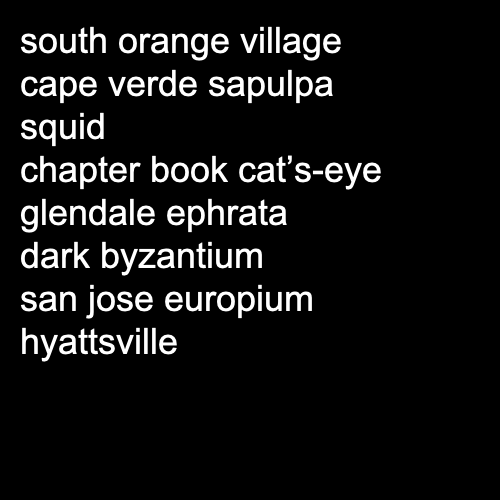 south orange village
cape verde sapulpa
squid
chapter book cat’s-eye
glendale ephrata
dark byzantium
san jose europium
hyattsville